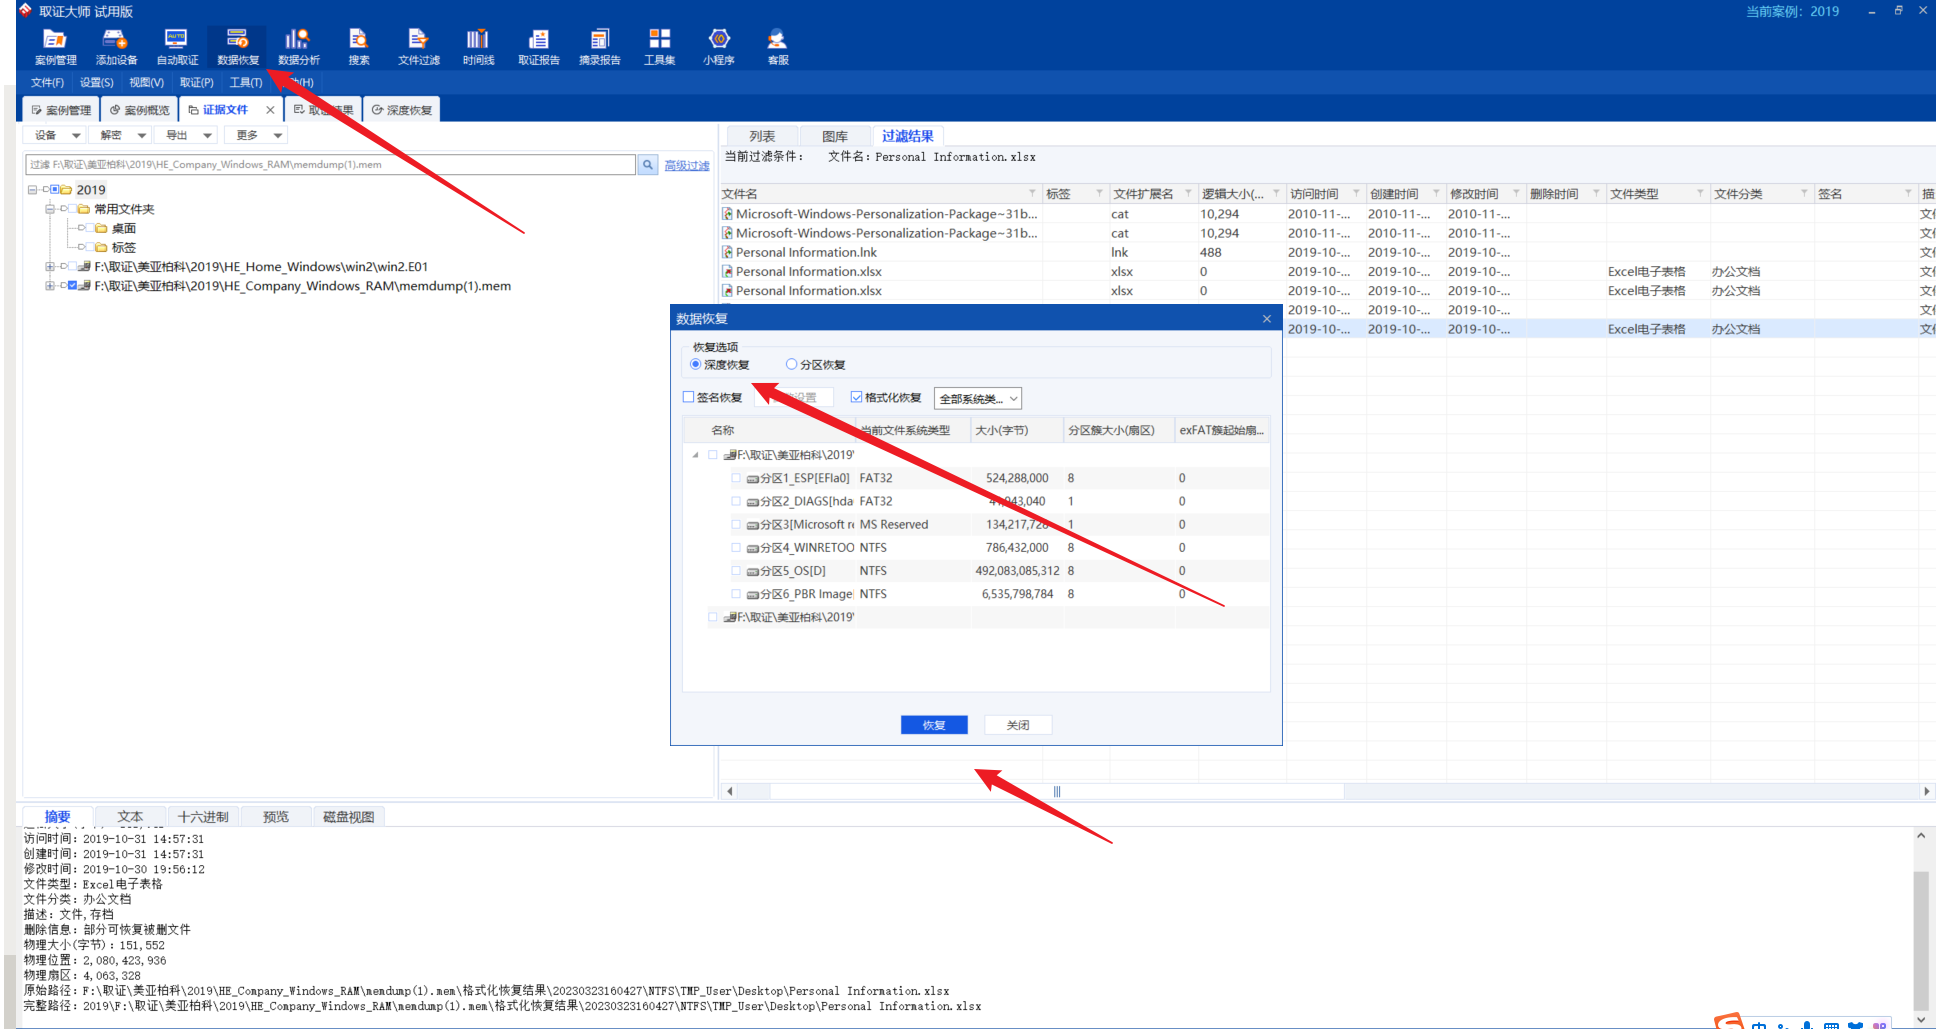 取证大师 试用版
当前案例：2019
案例管理 添加设备 自动取证 数据恢复 数据分析 搜索 文件过滤 时间线 取证报告 摘录报告 工具集 小程序 客服
文件(F) 设置(S) 视图(V) 取证(P) 工具(T) (H)
案例管理 案例概览 证据文件 取证结果 深度恢复
设备 解密 导出 更多
列表 图库 过滤结果
过滤 F:\取证\美亚柏科\2019\HE_Company_Windows_RAM\memdump(1).mem
高级过滤
当前过滤条件： 文件名：Personal Information.xlsx
2019
常用文件夹
桌面
标签
F:\取证\美亚柏科\2019\HE_Home_Windows\win2\win2.E01
F:\取证\美亚柏科\2019\HE_Company_Windows_RAM\memdump(1).mem
文件名 标签 文件扩展名 逻辑大小(... 访问时间 创建时间 修改时间 删除时间 文件类型 文件分类 签名 描
Microsoft-Windows-Personalization-Package~31b... cat 10,294 2010-11-... 2010-11-... 2010-11-... 文件
Microsoft-Windows-Personalization-Package~31b... cat 10,294 2010-11-... 2010-11-... 2010-11-... 文件
Personal Information.lnk lnk 488 2019-10-... 2019-10-... 2019-10-... 文件
Personal Information.xlsx xlsx 0 2019-10-... 2019-10-... 2019-10-... Excel电子表格 办公文档 文件
Personal Information.xlsx xlsx 0 2019-10-... 2019-10-... 2019-10-... Excel电子表格 办公文档 文件
2019-10-... 2019-10-... 2019-10-... 文件
2019-10-... 2019-10-... 2019-10-... Excel电子表格 办公文档 文件
数据恢复
恢复选项
深度恢复 分区恢复
签名恢复 设置 格式化恢复 全部系统类...
名称 当前文件系统类型 大小(字节) 分区簇大小(扇区) exFAT簇起始扇...
F:\取证\美亚柏科\2019\
分区1_ESP[EFIa0] FAT32 524,288,000 8 0
分区2_DIAGS[hda FAT32 41,943,040 1 0
分区3[Microsoft re MS Reserved 134,217,728 1 0
分区4_WINRETOO NTFS 786,432,000 8 0
分区5_OS[D] NTFS 492,083,085,312 8 0
分区6_PBR Image NTFS 6,535,798,784 8 0
F:\取证\美亚柏科\2019\
恢复 关闭
摘要 文本 十六进制 预览 磁盘视图
访问时间：2019-10-31 14:57:31
创建时间：2019-10-31 14:57:31
修改时间：2019-10-30 19:56:12
文件类型：Excel电子表格
文件分类：办公文档
描述：文件,存档
删除信息：部分可恢复被删文件
物理大小(字节)：151,552
物理位置：2,080,423,936
物理扇区：4,063,328
原始路径：F:\取证\美亚柏科\2019\HE_Company_Windows_RAM\memdump(1).mem\格式化恢复结果\20230323160427\NTFS\TMP_User\Desktop\Personal Information.xlsx
完整路径：2019\F:\取证\美亚柏科\2019\HE_Company_Windows_RAM\memdump(1).mem\格式化恢复结果\20230323160427\NTFS\TMP_User\Desktop\Personal Information.xlsx
中